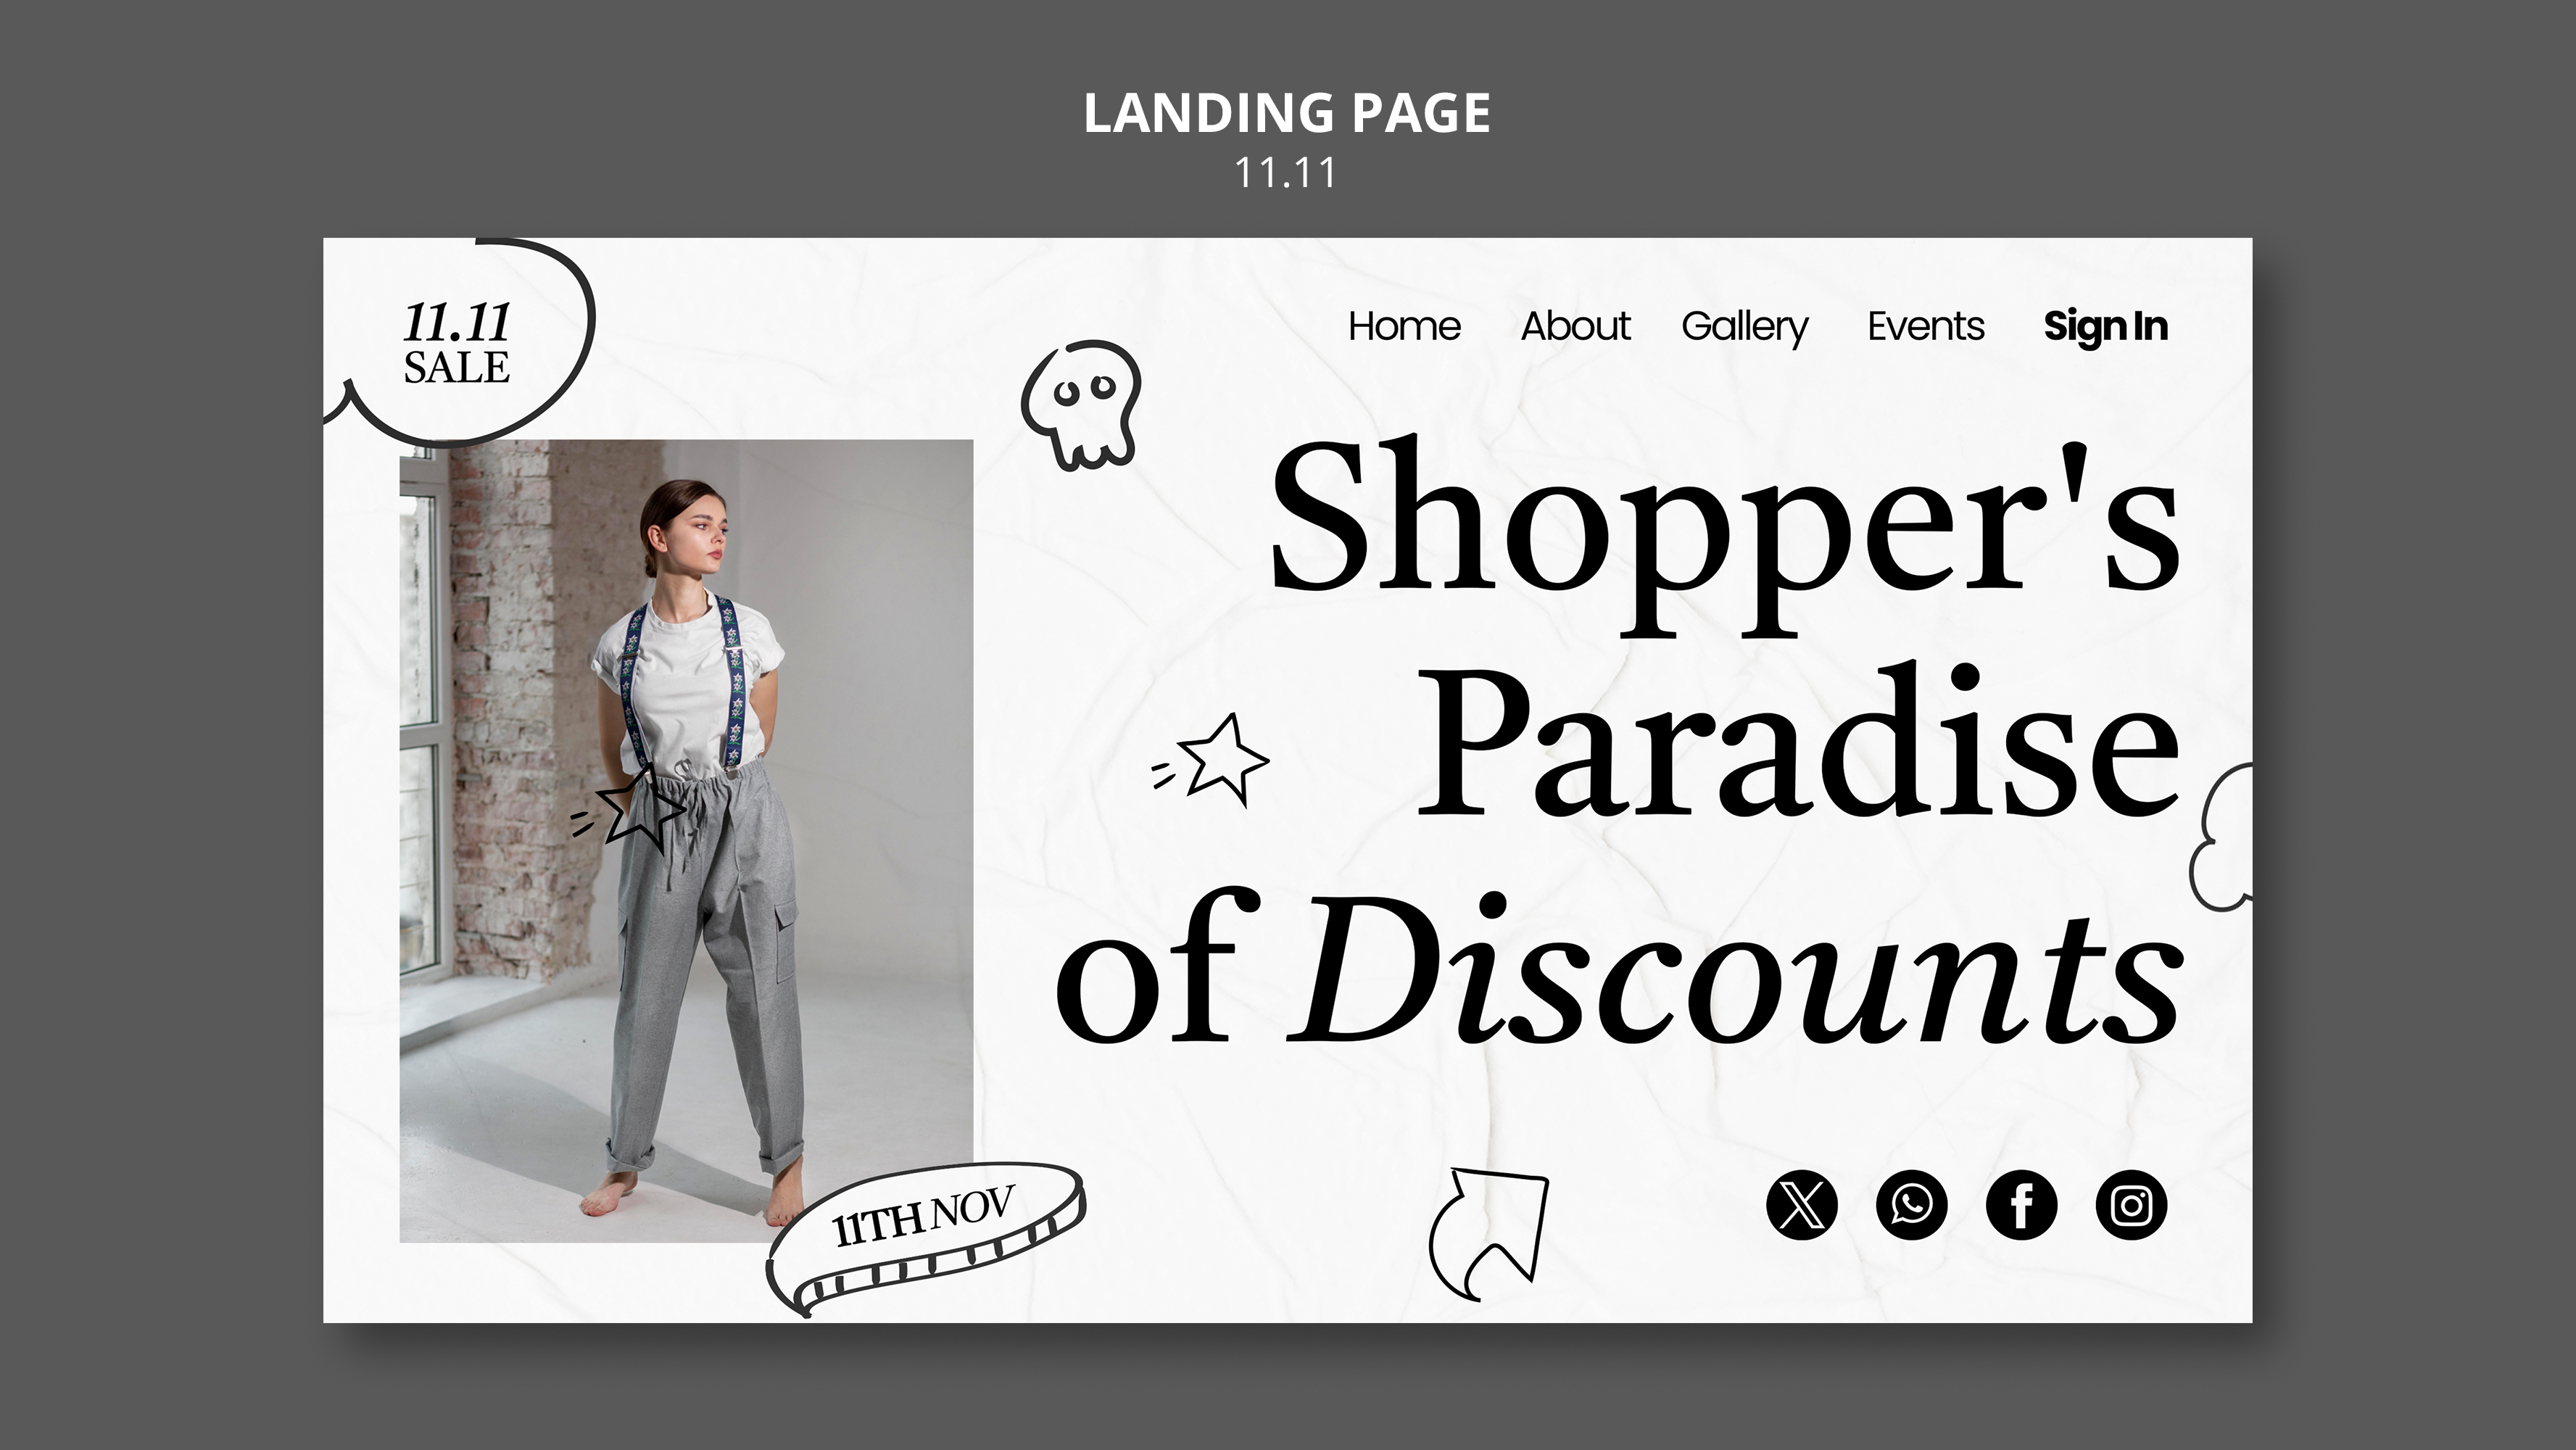 LANDING PAGE
11.11
11.11
SALE
Home About Gallery Events Sign In
Shopper's
Paradise
of Discounts
11TH NOV